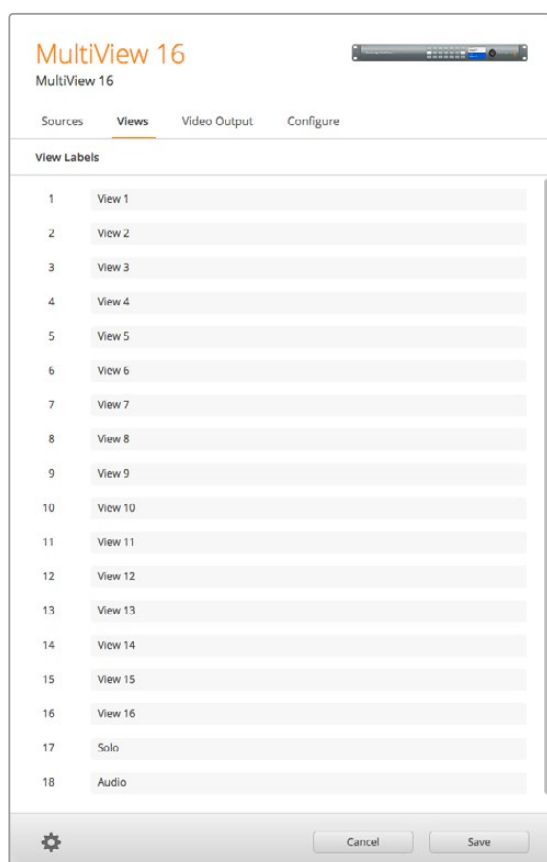 MultiView 16
MultiView 16
Sources Views Video Output Configure
View Labels
1 View 1
2 View 2
3 View 3
4 View 4
5 View 5
6 View 6
7 View 7
8 View 8
9 View 9
10 View 10
11 View 11
12 View 12
13 View 13
14 View 14
15 View 15
16 View 16
17 Solo
18 Audio
Cancel Save